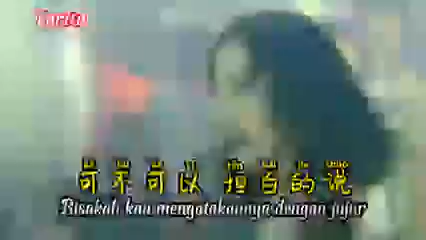 可不可以 坦白的说
Bisakah kau mengatakannya dengan jujur